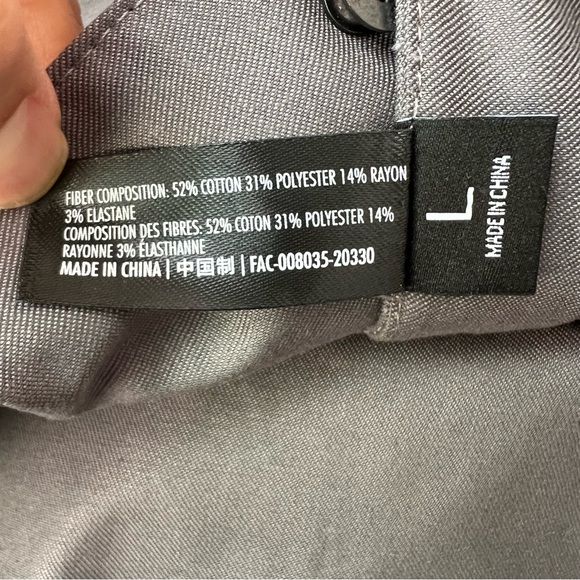 FIBER COMPOSITION: 52% COTTON 31% POLYESTER 14% RAYON
3% ELASTANE
COMPOSITION DES FIBRES: 52% COTON 31% POLYESTER 14%
RAYONNE 3% ÉLASTHANNE
MADE IN CHINA | 中国制 | FAC-008035-20330
L
MADE IN CHINA